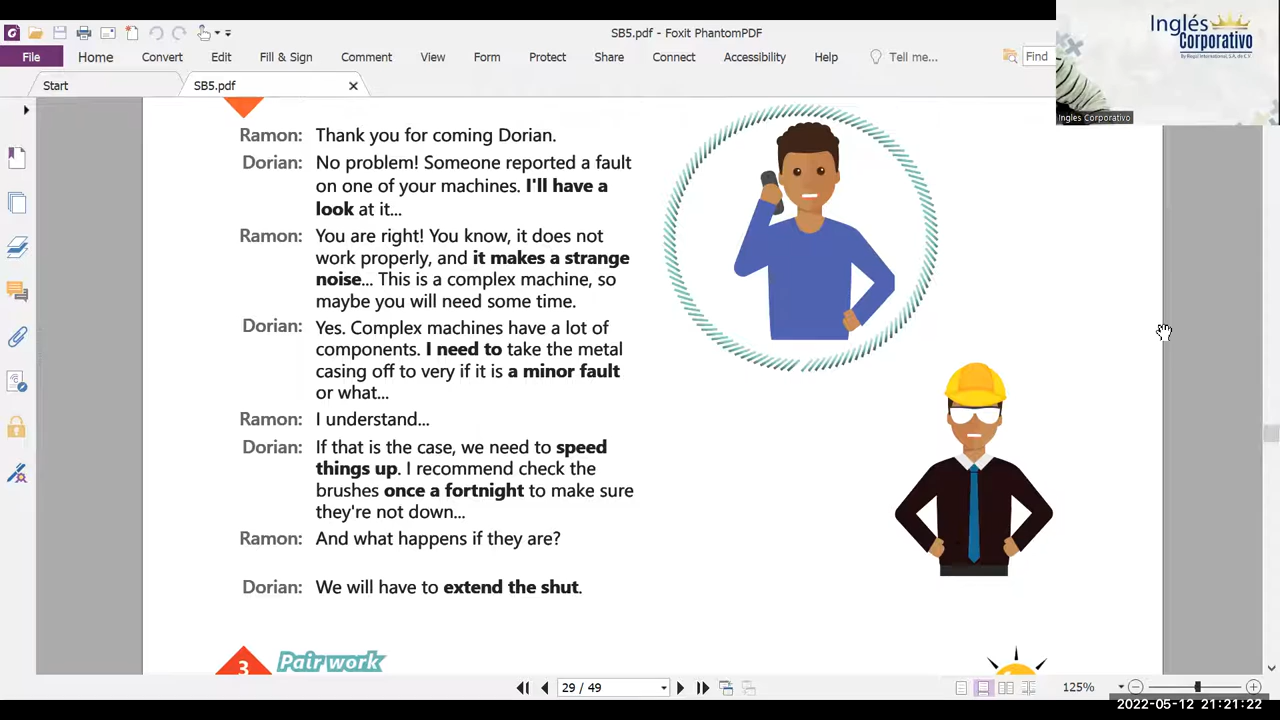 SB5.pdf - Foxit PhantomPDF
File Home Convert Edit Fill & Sign Comment View Form Protect Share Connect Accessibility Help Tell me... Find
Start SB5.pdf
Inglés
Corporativo
By Regio International, S.A. de C.V.
Ingles Corporativo
Ramon: Thank you for coming Dorian.
Dorian: No problem! Someone reported a fault
on one of your machines. I'll have a
look at it...
Ramon: You are right! You know, it does not
work properly, and it makes a strange
noise... This is a complex machine, so
maybe you will need some time.
Dorian: Yes. Complex machines have a lot of
components. I need to take the metal
casing off to very if it is a minor fault
or what...
Ramon: I understand...
Dorian: If that is the case, we need to speed
things up. I recommend check the
brushes once a fortnight to make sure
they're not down...
Ramon: And what happens if they are?
Dorian: We will have to extend the shut.
3 Pair work
29 / 49
125%
2022-05-12 21:21:22